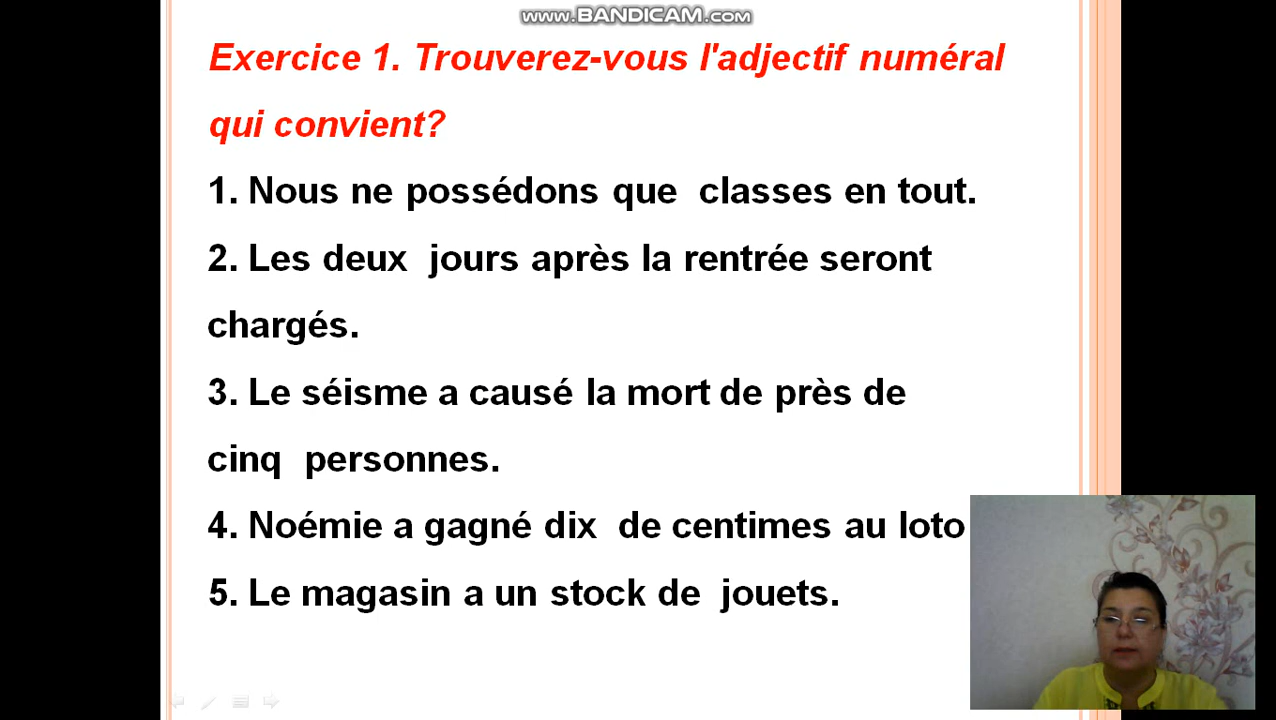 www.BANDICAM.com
Exercice 1. Trouverez-vous l'adjectif numéral
qui convient?
1. Nous ne possédons que classes en tout.
2. Les deux jours après la rentrée seront
chargés.
3. Le séisme a causé la mort de près de
cinq personnes.
4. Noémie a gagné dix de centimes au loto
5. Le magasin a un stock de jouets.